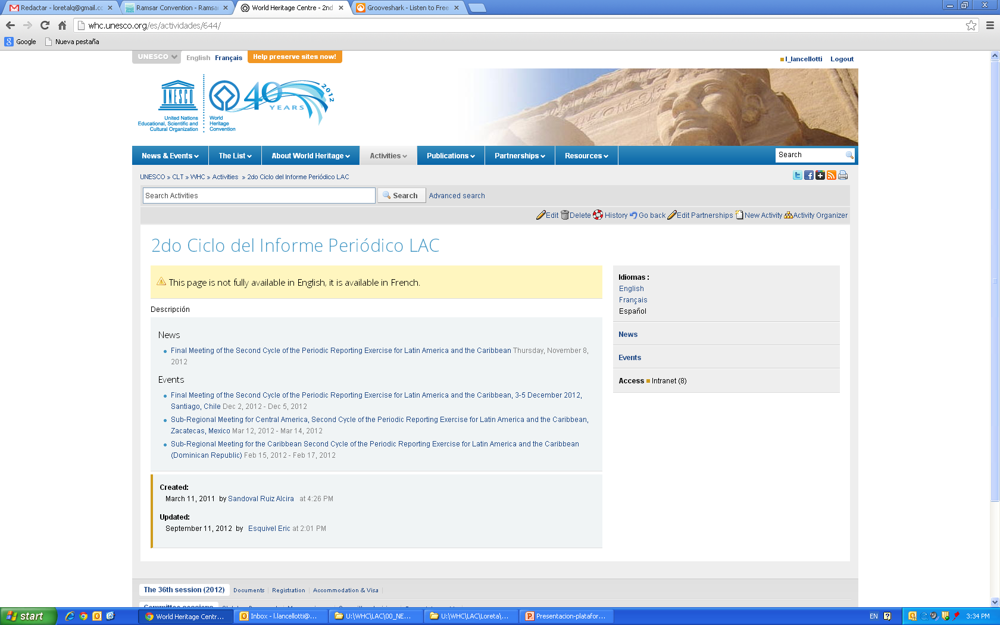 Redactar - loretalq@gmail.cc
Ramsar Convention - Ramsa
World Heritage Centre - 2nd
Grooveshark - Listen to Free
whc.unesco.org/es/actividades/644/
Google
Nueva pestaña
UNESCO
English
Français
Help preserve sites now!
l_lancellotti
Logout
UNESCO
United Nations
Educational, Scientific and
Cultural Organization
World
Heritage
Convention
40 YEARS 2012
News & Events
The List
About World Heritage
Activities
Publications
Partnerships
Resources
Search
UNESCO » CLT » WHC » Activities » 2do Ciclo del Informe Periódico LAC
Search Activities
Search
Advanced search
Edit Delete History Go back Edit Partnerships New Activity Activity Organizer
2do Ciclo del Informe Periódico LAC
This page is not fully available in English, it is available in French.
Descripción
News
Final Meeting of the Second Cycle of the Periodic Reporting Exercise for Latin America and the Caribbean Thursday, November 8,
2012
Events
Final Meeting of the Second Cycle of the Periodic Reporting Exercise for Latin America and the Caribbean, 3-5 December 2012,
Santiago, Chile Dec 2, 2012 - Dec 5, 2012
Sub-Regional Meeting for Central America, Second Cycle of the Periodic Reporting Exercise for Latin America and the Caribbean,
Zacatecas, Mexico Mar 12, 2012 - Mar 14, 2012
Sub-Regional Meeting for the Caribbean Second Cycle of the Periodic Reporting Exercise for Latin America and the Caribbean
(Dominican Republic) Feb 15, 2012 - Feb 17, 2012
Created:
March 11, 2011 by Sandoval Ruiz Alcira at 4:26 PM
Updated:
September 11, 2012 by Esquivel Eric at 2:01 PM
Idiomas :
English
Français
Español
News
Events
Access Intranet (8)
The 36th session (2012)
Documents
Registration
Accommodation & Visa
start
World Heritage Centr...
Inbox - l.lancellotti@...
U:\WHC\LAC\00_NE...
U:\WHC\LAC\Loreta\...
Presentacion-platafor...
EN
3:34 PM